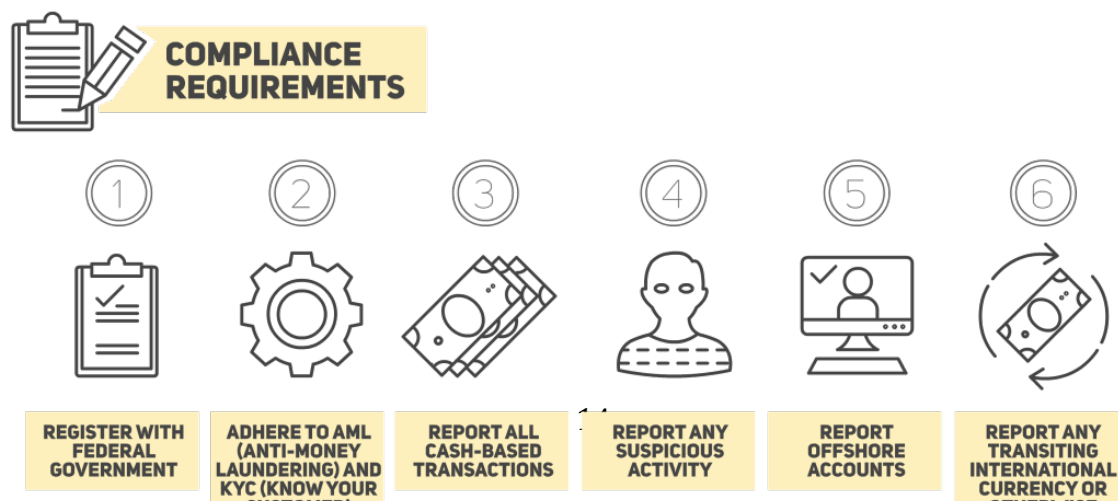 COMPLIANCE
REQUIREMENTS
1
2
3
4
5
6
14
REGISTER WITH
FEDERAL
GOVERNMENT
ADHERE TO AML
(ANTI-MONEY
LAUNDERING) AND
KYC (KNOW YOUR
REPORT ALL
CASH-BASED
TRANSACTIONS
REPORT ANY
SUSPICIOUS
ACTIVITY
REPORT
OFFSHORE
ACCOUNTS
REPORT ANY
TRANSITING
INTERNATIONAL
CURRENCY OR